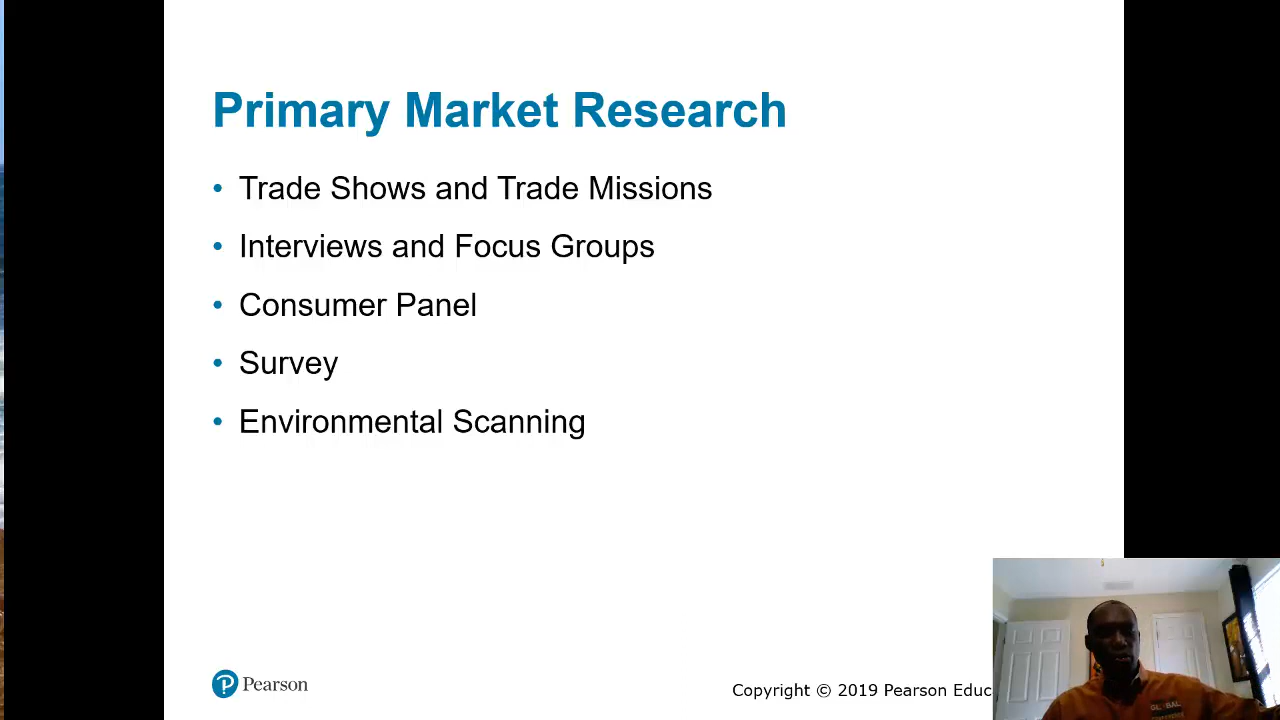 Primary Market Research
• Trade Shows and Trade Missions
• Interviews and Focus Groups
• Consumer Panel
• Survey
• Environmental Scanning
Pearson
Copyright © 2019 Pearson Educ
GLOBAL